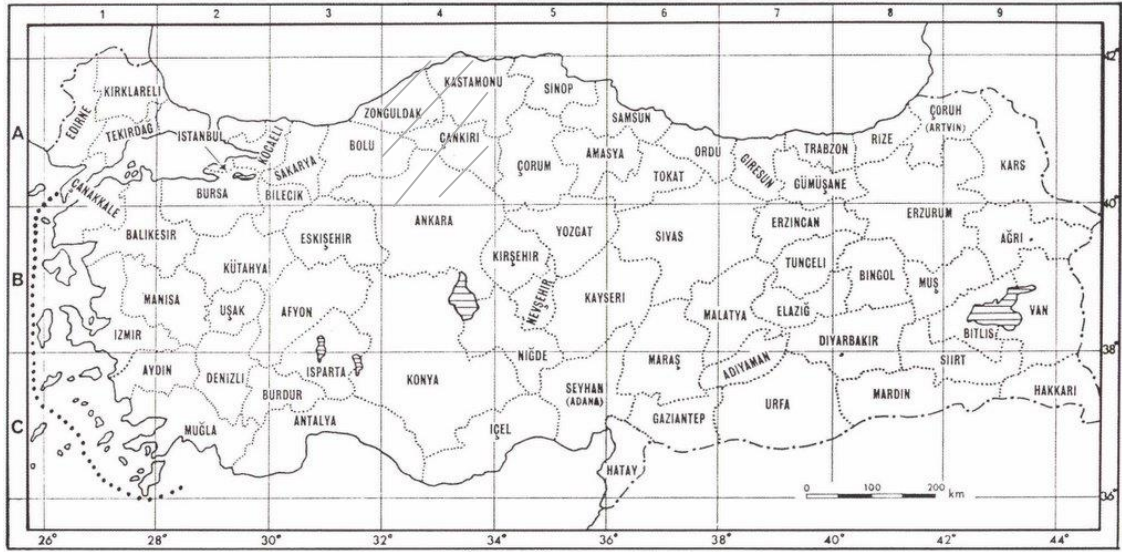 1 2 3 4 5 6 7 8 9
42°
KASTAMONU
SINOP
KIRKLARELİ
EDIRNE
ZONGULDAK
SAMSUN
ÇORUH
(ARTVİN)
A
TEKIRDAĞ
ISTANBUL
KOCAELİ
BOLU
ÇANKIRI
AMASYA
ORDU
GIRESUN
TRABZON
RIZE
SAKARYA
ÇORUM
TOKAT
GÜMÜŞANE
KARS
ÇANAKKALE
BURSA
BILECIK
40°
ANKARA
ERZURUM
BALIKESIR
ESKIŞEHIR
YOZGAT
SIVAS
ERZINCAN
AĞRI
KIRŞEHIR
KÜTAHYA
TUNCELI
BINGOL
B
MUŞ
MANISA
UŞAK
AFYON
NEVŞEHIR
KAYSERI
MALATYA
ELAZIĞ
VAN
IZMIR
DIYARBAKIR
BITLIS
NIĞDE
MARAŞ
ADIYAMAN
SIIRT
38°
AYDIN
DENIZLI
ISPARTA
KONYA
SEYHAN
(ADANA)
BURDUR
MARDIN
HAKKARI
URFA
ANTALYA
IÇEL
GAZIANTEP
C
MUĞLA
HATAY
0 100 200 km
36°
26° 28° 30° 32° 34° 36° 38° 40° 42° 44°